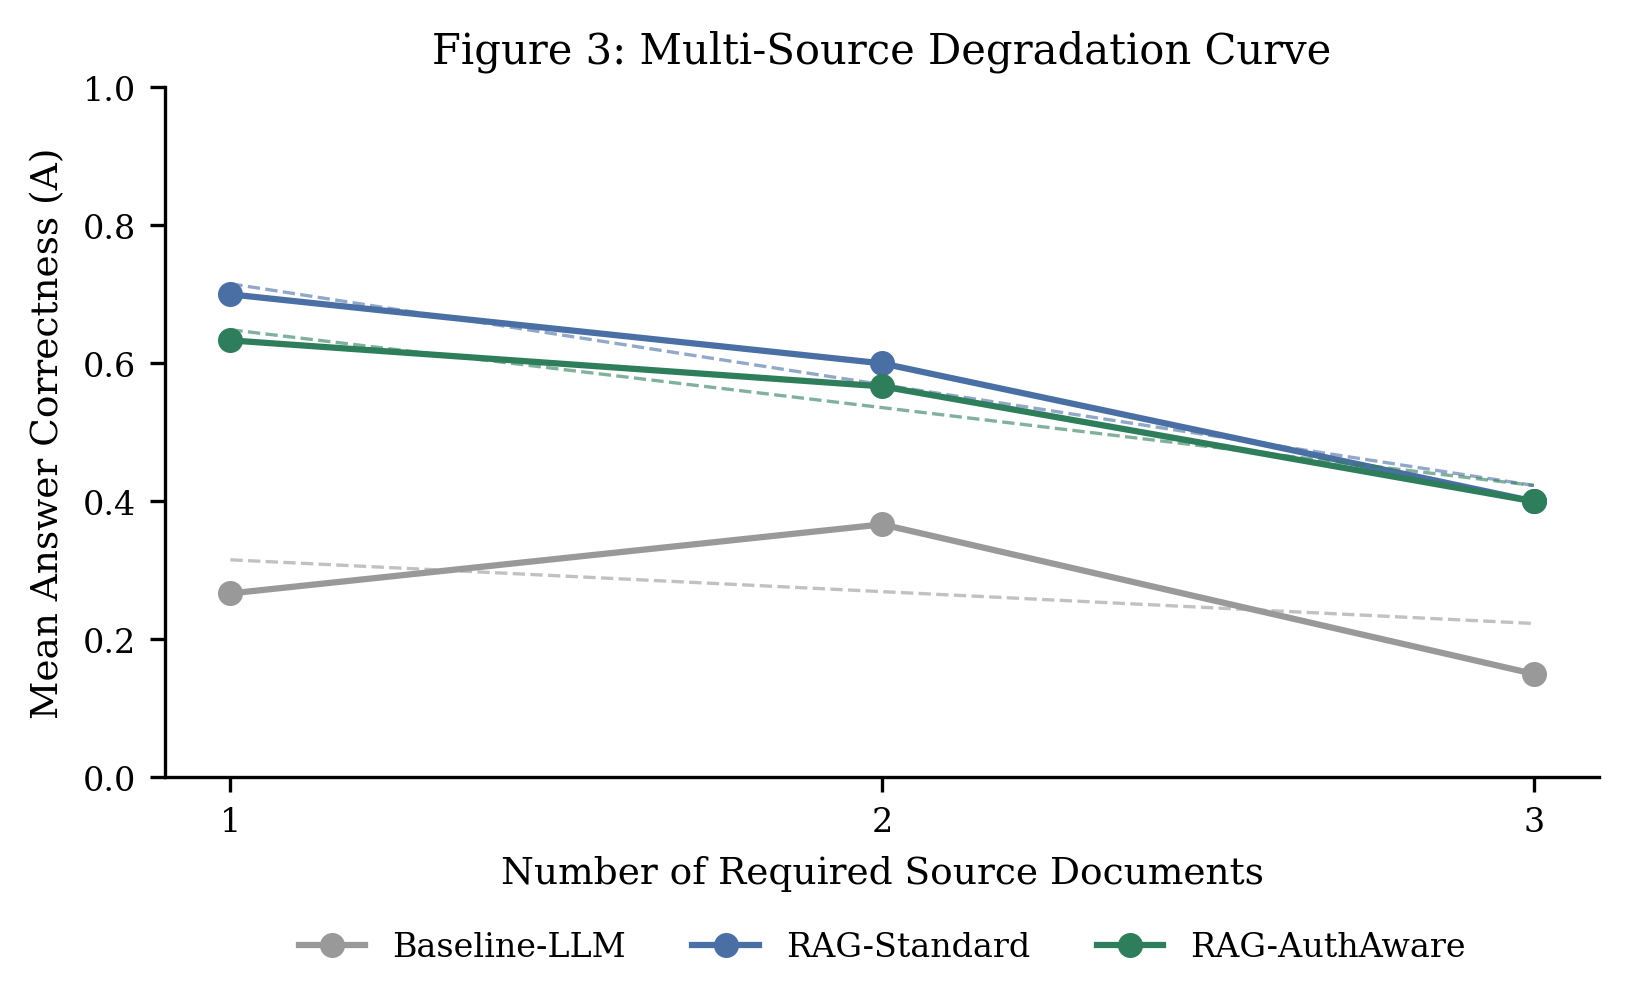 Figure 3: Multi-Source Degradation Curve
Mean Answer Correctness (A)
1.0
0.8
0.6
0.4
0.2
0.0
1 2 3
Number of Required Source Documents
Baseline-LLM RAG-Standard RAG-AuthAware